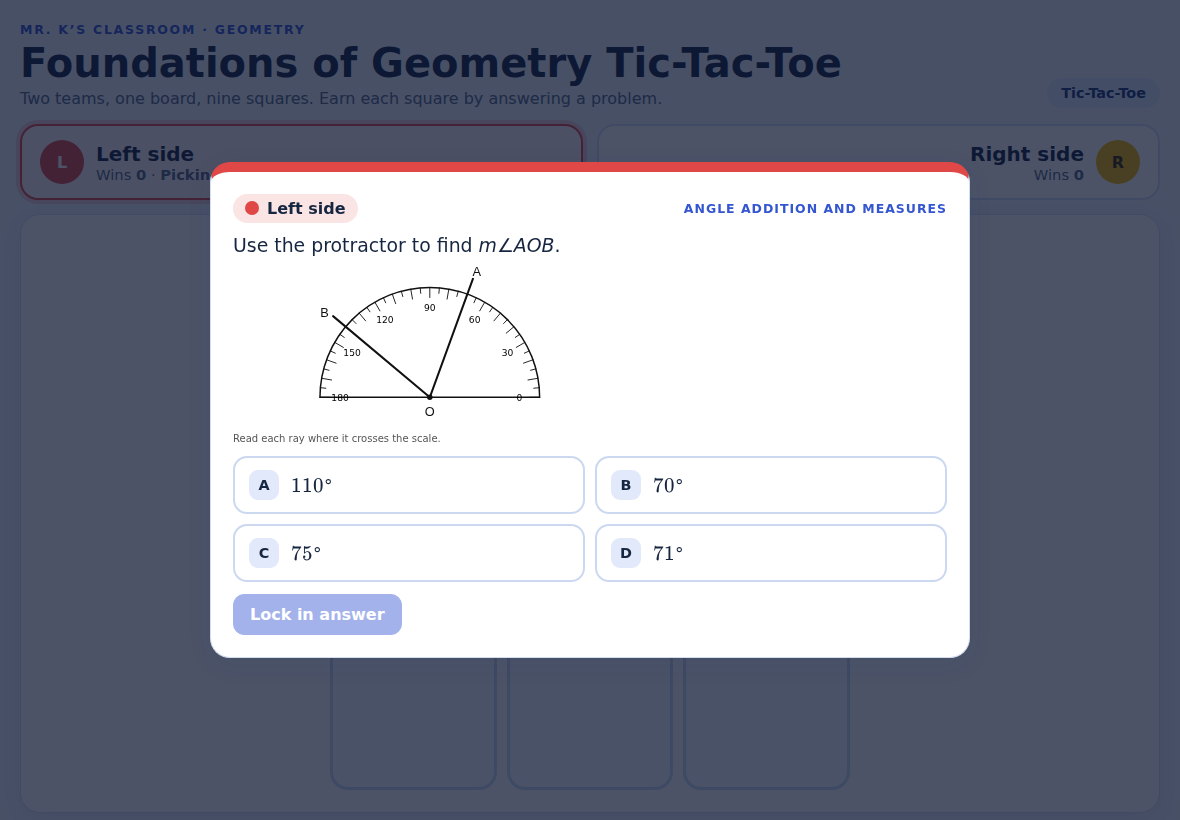 MR. K’S CLASSROOM · GEOMETRY
Foundations of Geometry Tic-Tac-Toe
Two teams, one board, nine squares. Earn each square by answering a problem.
Tic-Tac-Toe
L
Left side
Wins 0 · Pickin
Right side
Wins 0
R
Left side
ANGLE ADDITION AND MEASURES
Use the protractor to find m∠AOB.
A
B
90
120
60
150
30
180
0
O
Read each ray where it crosses the scale.
A 110°
B 70°
C 75°
D 71°
Lock in answer